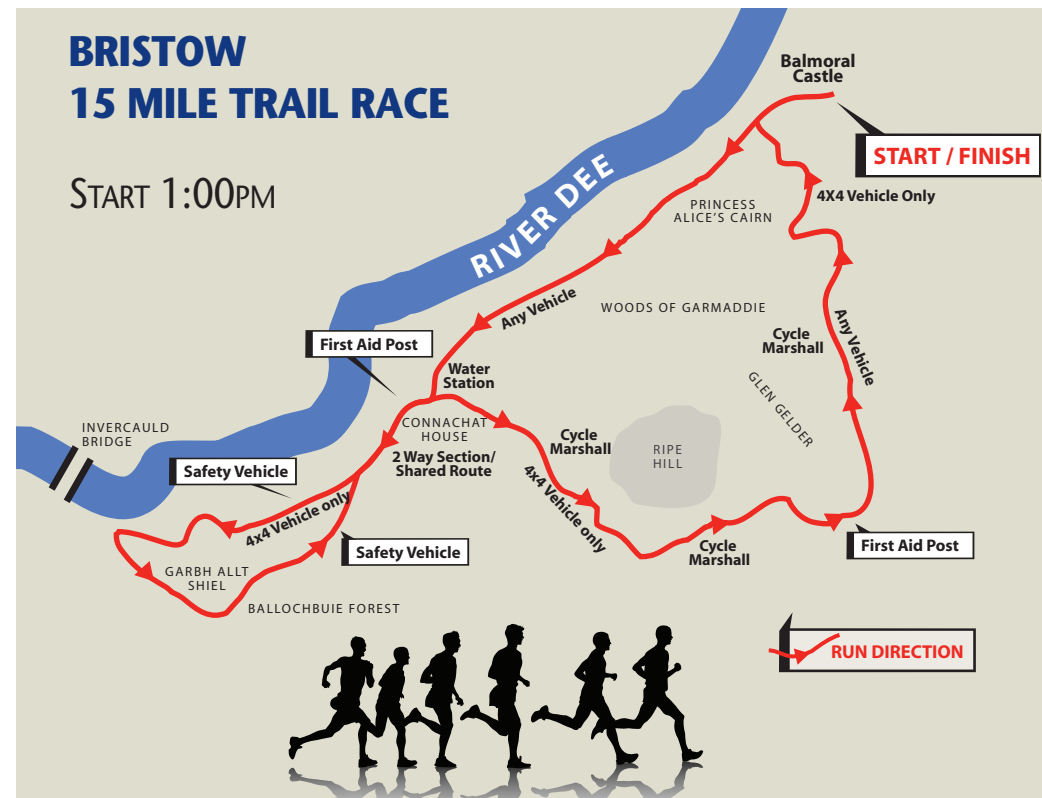 BRISTOW
15 MILE TRAIL RACE
START 1:00PM
Balmoral
Castle
START / FINISH
RIVER DEE
PRINCESS
ALICE'S CAIRN
4X4 Vehicle Only
Any Vehicle
WOODS OF GARMADDIE
First Aid Post
Water
Station
Cycle
Marshall
Any Vehicle
GLEN GELDER
INVERCAULD
BRIDGE
CONNACHAT
HOUSE
2 Way Section/
Shared Route
Cycle
Marshall
RIPE
HILL
Safety Vehicle
4x4 Vehicle only
4x4 Vehicle only
Safety Vehicle
Cycle
Marshall
First Aid Post
GARBH ALLT
SHIEL
BALLOCHBUIE FOREST
RUN DIRECTION